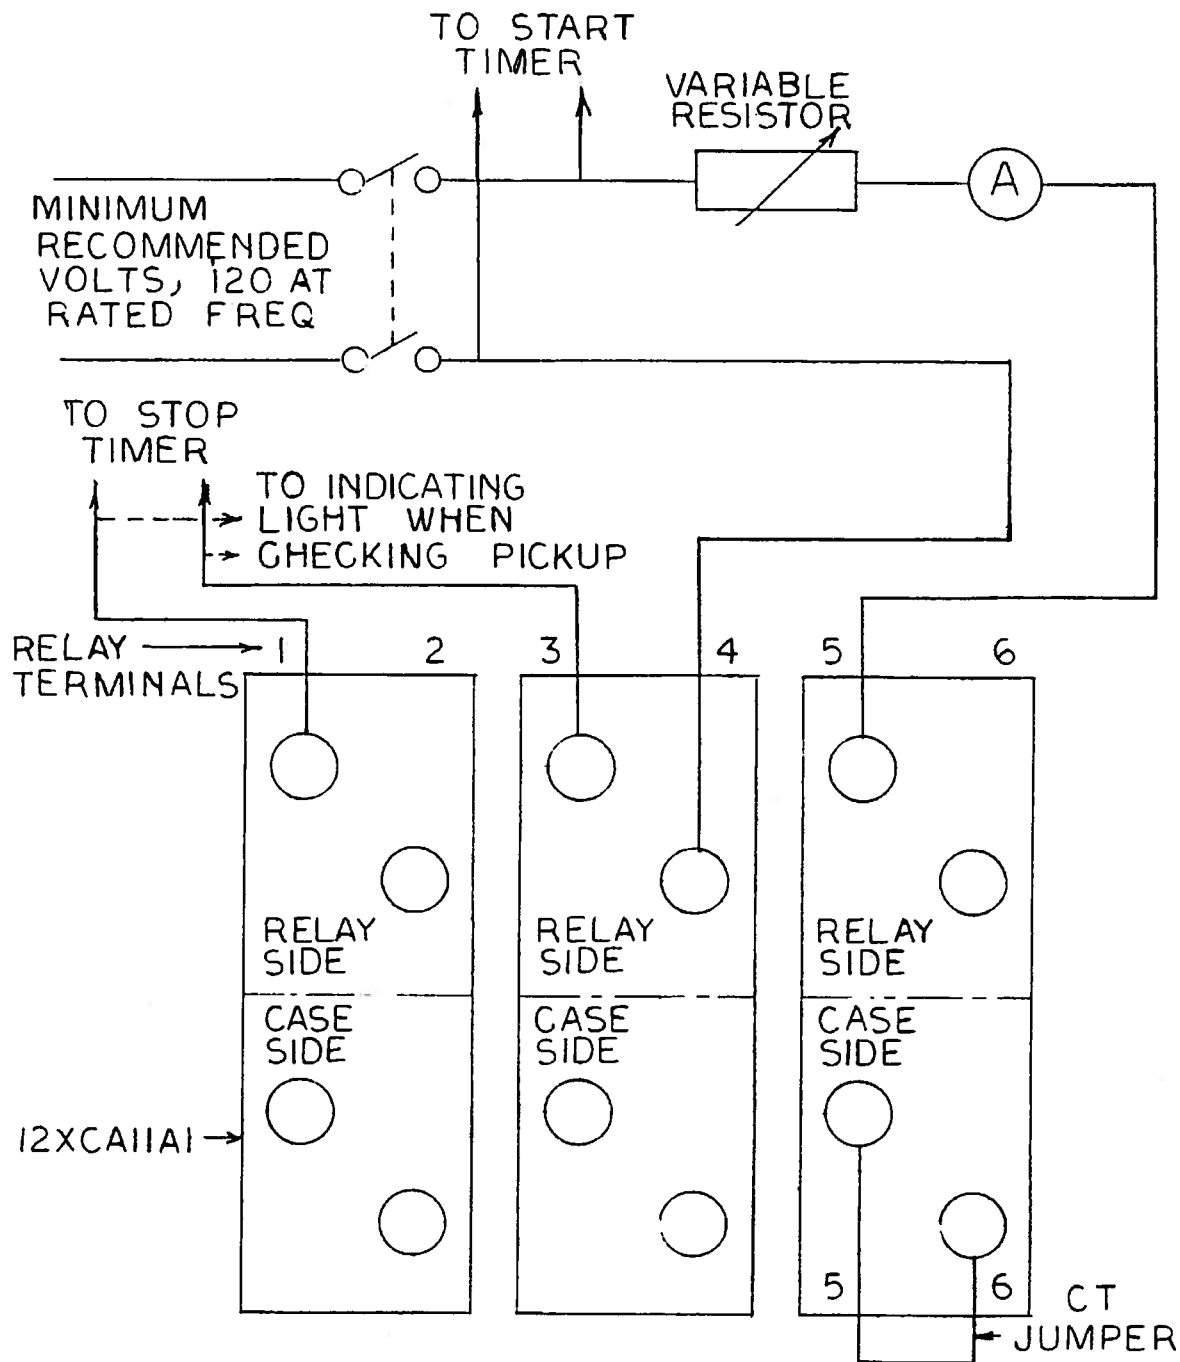 TO START
TIMER
VARIABLE
RESISTOR
A
MINIMUM
RECOMMENDED
VOLTS, 120 AT
RATED FREQ
TO STOP
TIMER
TO INDICATING
LIGHT WHEN
CHECKING PICKUP
RELAY
TERMINALS
1 2 3 4 5 6
RELAY
SIDE
RELAY
SIDE
RELAY
SIDE
CASE
SIDE
CASE
SIDE
CASE
SIDE
12XCA11A1
5 6
CT
JUMPER